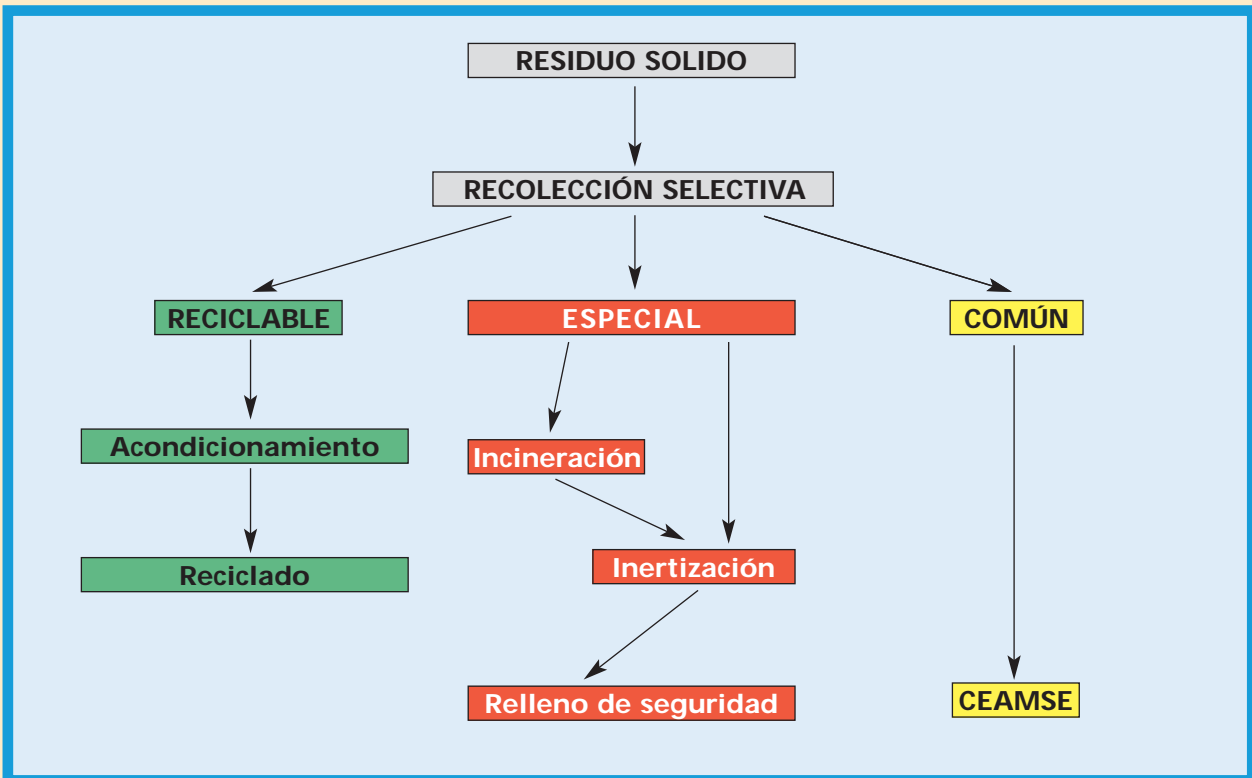 RESIDUO SOLIDO
RECOLECCIÓN SELECTIVA
RECICLABLE
ESPECIAL
COMÚN
Acondicionamiento
Incineración
Reciclado
Inertización
Relleno de seguridad
CEAMSE